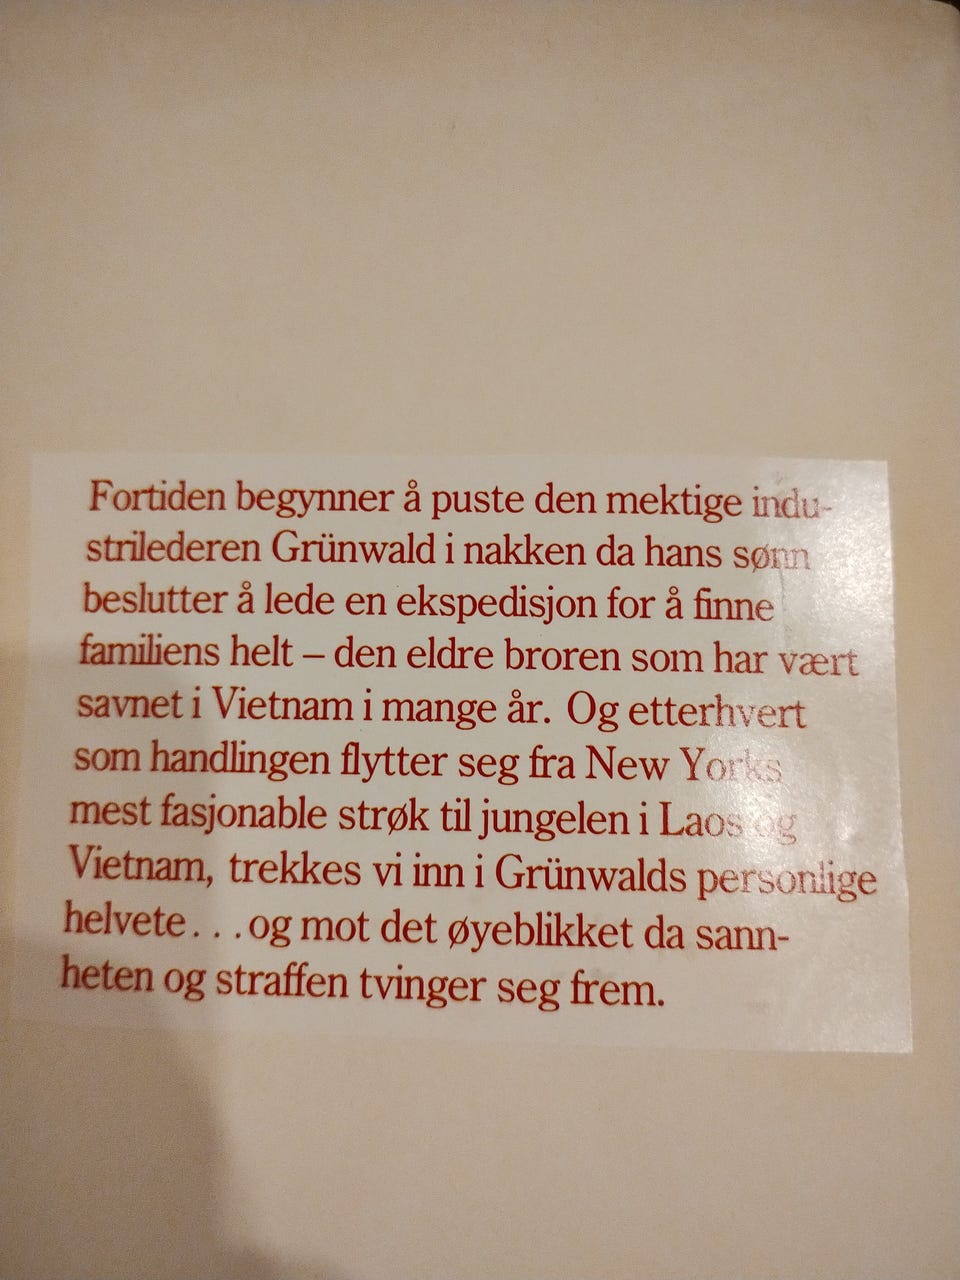 Fortiden begynner å puste den mektige indu-
strilederen Grünwald i nakken da hans sønn
beslutter å lede en ekspedisjon for å finne
familiens helt – den eldre broren som har vært
savnet i Vietnam i mange år. Og etterhvert
som handlingen flytter seg fra New Yorks
mest fasjonable strøk til jungelen i Laos og
Vietnam, trekkes vi inn i Grünwalds personlige
helvete. . .og mot det øyeblikket da sann-
heten og straffen tvinger seg frem.